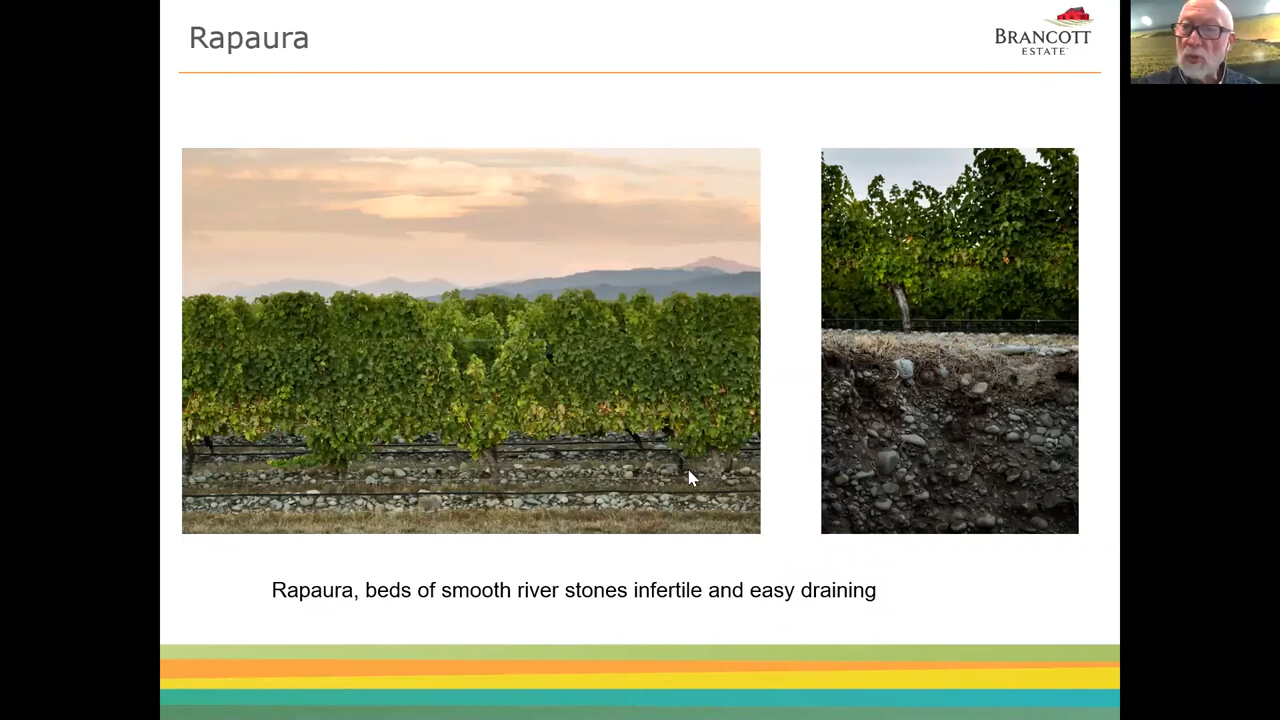 Rapaura
BRANCOTT
ESTATE
Rapaura, beds of smooth river stones infertile and easy draining